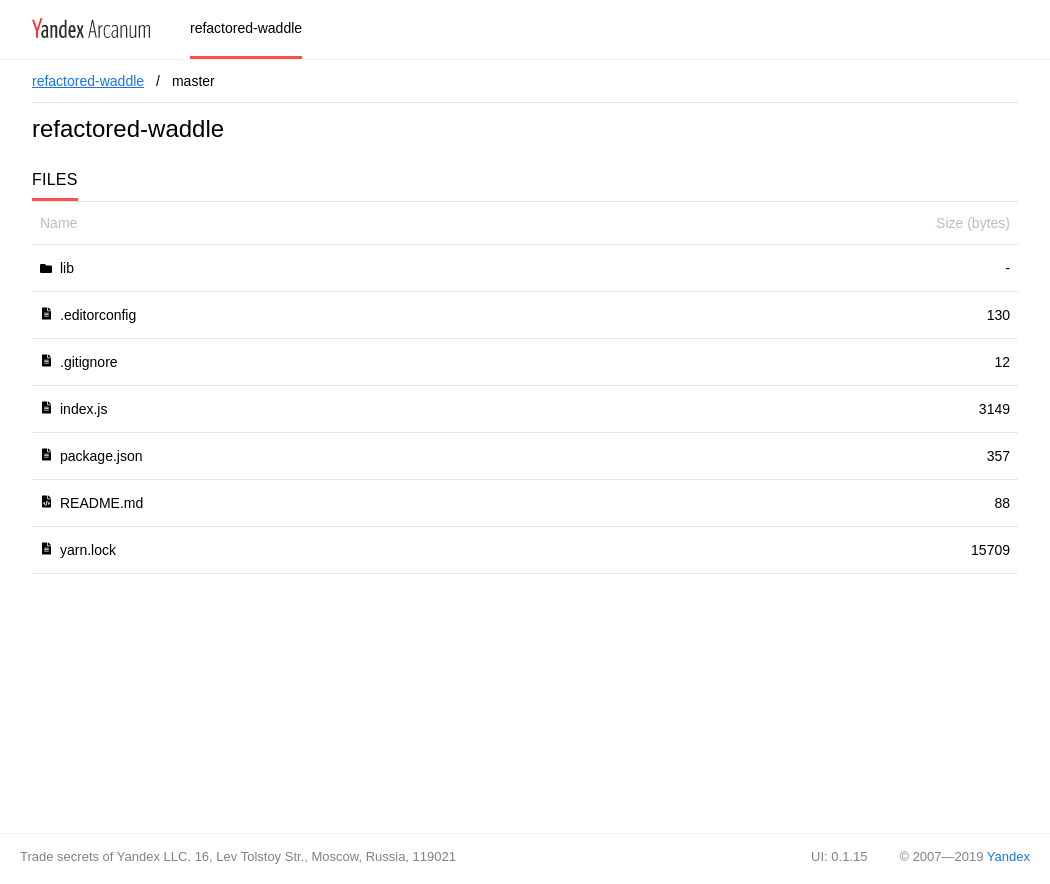 Yandex Arcanum refactored-waddle
refactored-waddle / master
refactored-waddle
FILES
Name Size (bytes)
lib -
.editorconfig 130
.gitignore 12
index.js 3149
package.json 357
README.md 88
yarn.lock 15709
Trade secrets of Yandex LLC. 16, Lev Tolstoy Str., Moscow, Russia, 119021 UI: 0.1.15 © 2007—2019 Yandex